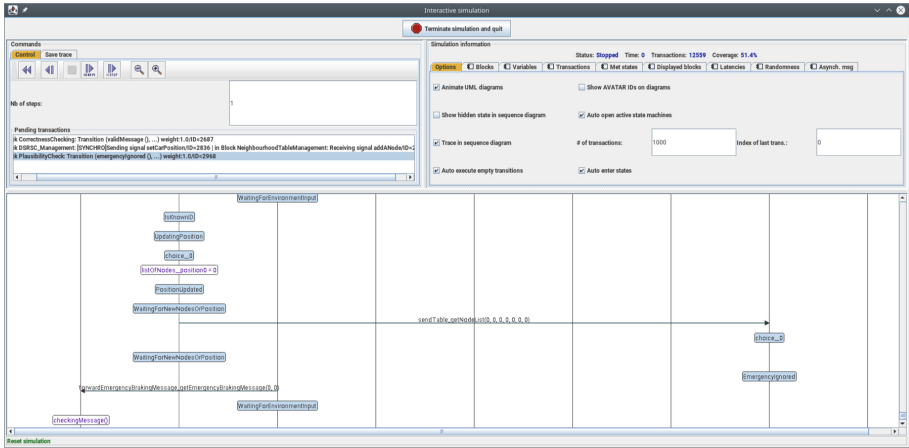 Interactive simulation
Terminate simulation and quit
Commands
Control Save trace
Nb of steps:
1
Pending transactions
k CorrectnessChecking: Transition (validMessage (), ...) weight:1.0/ID=2687
k DSRSC_Management: [SYNCHRO]Sending signal setCarPosition/ID=2836 | in Block NeighbourhoodTableManagement: Receiving signal addANode/ID=2
k PlausibilityCheck: Transition (emergencyIgnored (), ...) weight:1.0/ID=2968
Simulation information
Status: Stopped Time: 0 Transactions: 12559 Coverage: 51.4%
Options Blocks Variables Transactions Met states Displayed blocks Latencies Randomness Asynch. msg
Animate UML diagrams Show AVATAR IDs on diagrams
Show hidden state in sequence diagram Auto open active state machines
Trace in sequence diagram # of transactions: 1000 Index of last trans.: 0
Auto execute empty transitions Auto enter states
WaitingForEnvironmentInput
IsKnownID
UpdatingPosition
choice__0
listOfNodes__position0 = 0
PositionUpdated
WaitingForNewNodesOrPosition
sendTable_getNodeList(0, 0, 0, 0, 0, 0, 0)
choice__0
WaitingForNewNodesOrPosition
EmergencyIgnored
forwardEmergencyBrakingMessage_getEmergencyBrakingMessage(0, 0)
WaitingForEnvironmentInput
checkingMessage()
Reset simulation